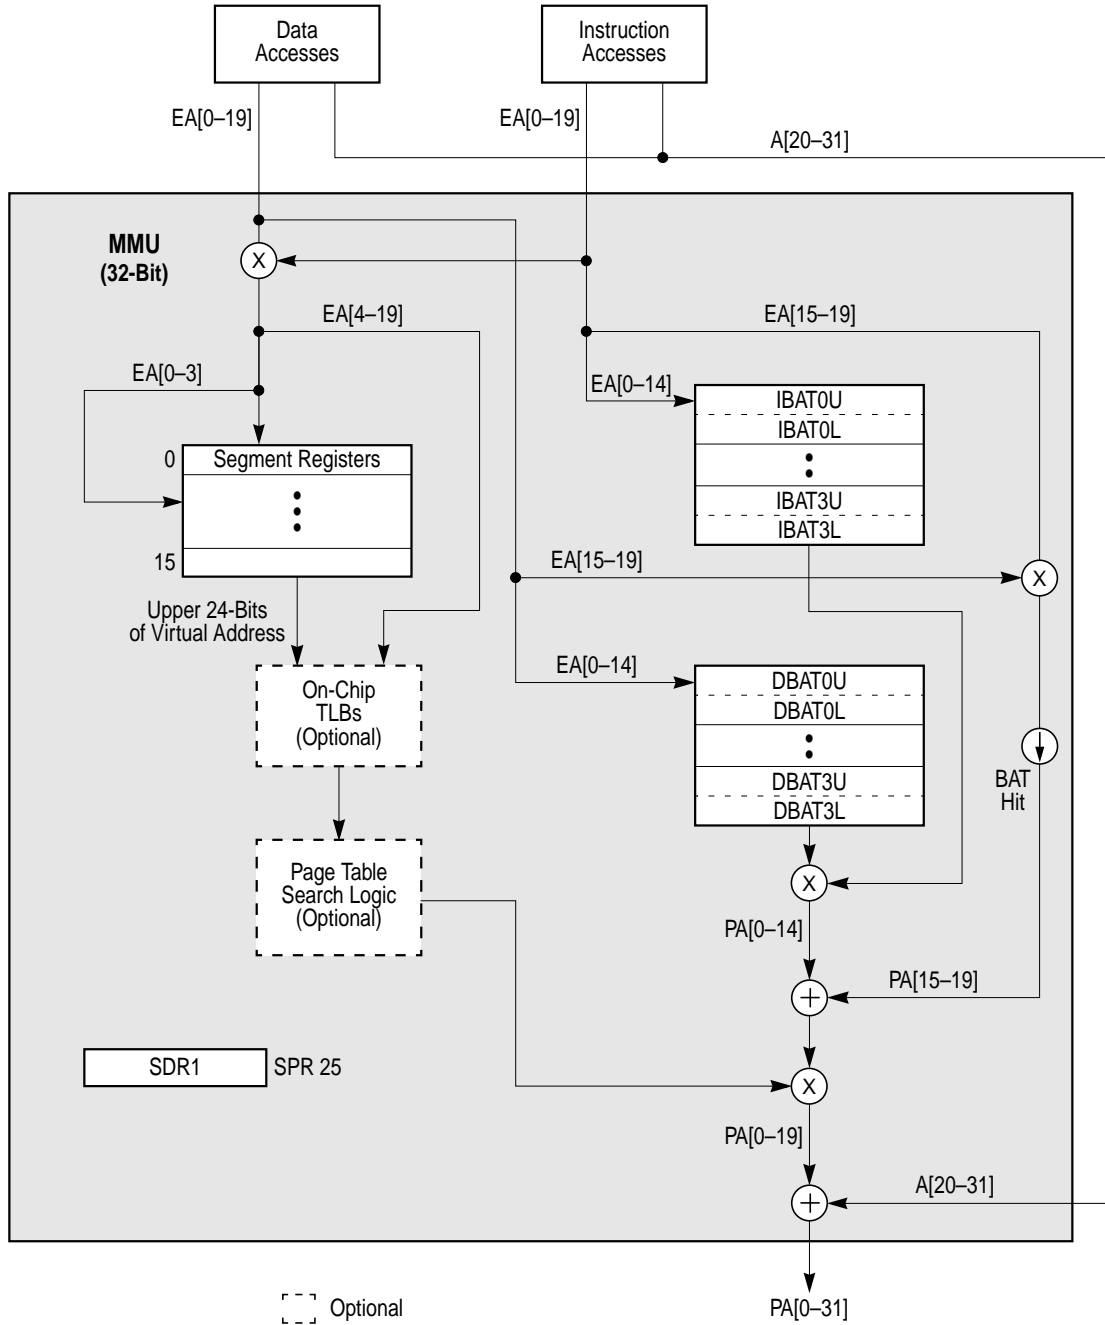 Data
Accesses
Instruction
Accesses
EA[0–19]
EA[0–19]
A[20–31]
MMU
(32-Bit)
X
EA[4–19]
EA[15–19]
EA[0–3]
EA[0–14]
IBAT0U
IBAT0L
IBAT3U
IBAT3L
0
Segment Registers
15
EA[15–19]
X
Upper 24-Bits
of Virtual Address
EA[0–14]
DBAT0U
DBAT0L
DBAT3U
DBAT3L
On-Chip
TLBs
(Optional)
BAT
Hit
Page Table
Search Logic
(Optional)
X
PA[0–14]
PA[15–19]
+
SDR1
SPR 25
X
PA[0–19]
A[20–31]
+
Optional
PA[0–31]